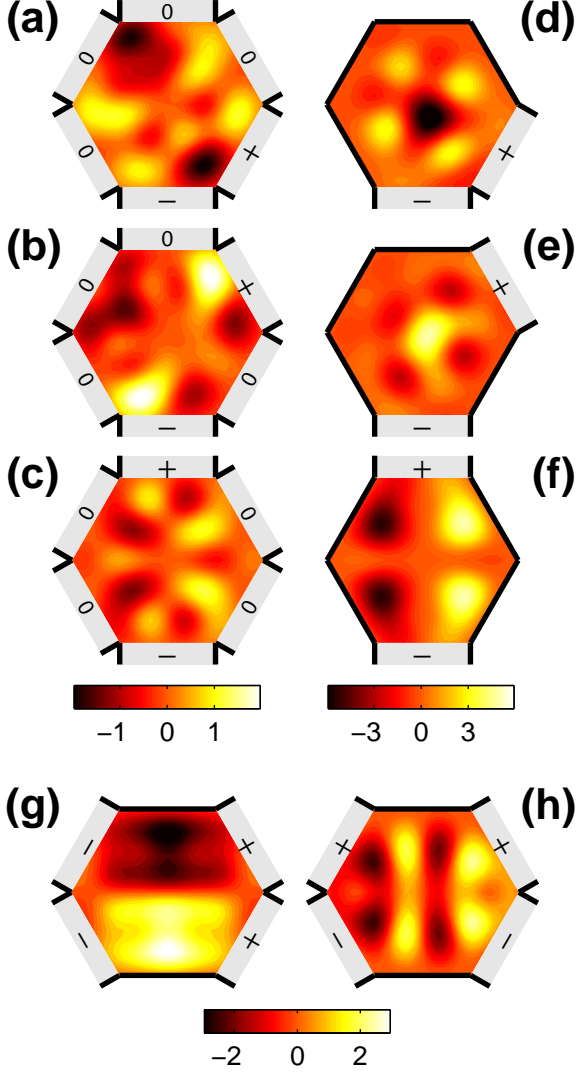 (a) 0 (d)
0 0
0 + +
− −
(b) 0 (e)
0 + +
0 0
− −
(c) + + (f)
0 0
0 0
− −
−1 0 1 −3 0 3
(g) (h)
− + + +
− + − −
−2 0 2